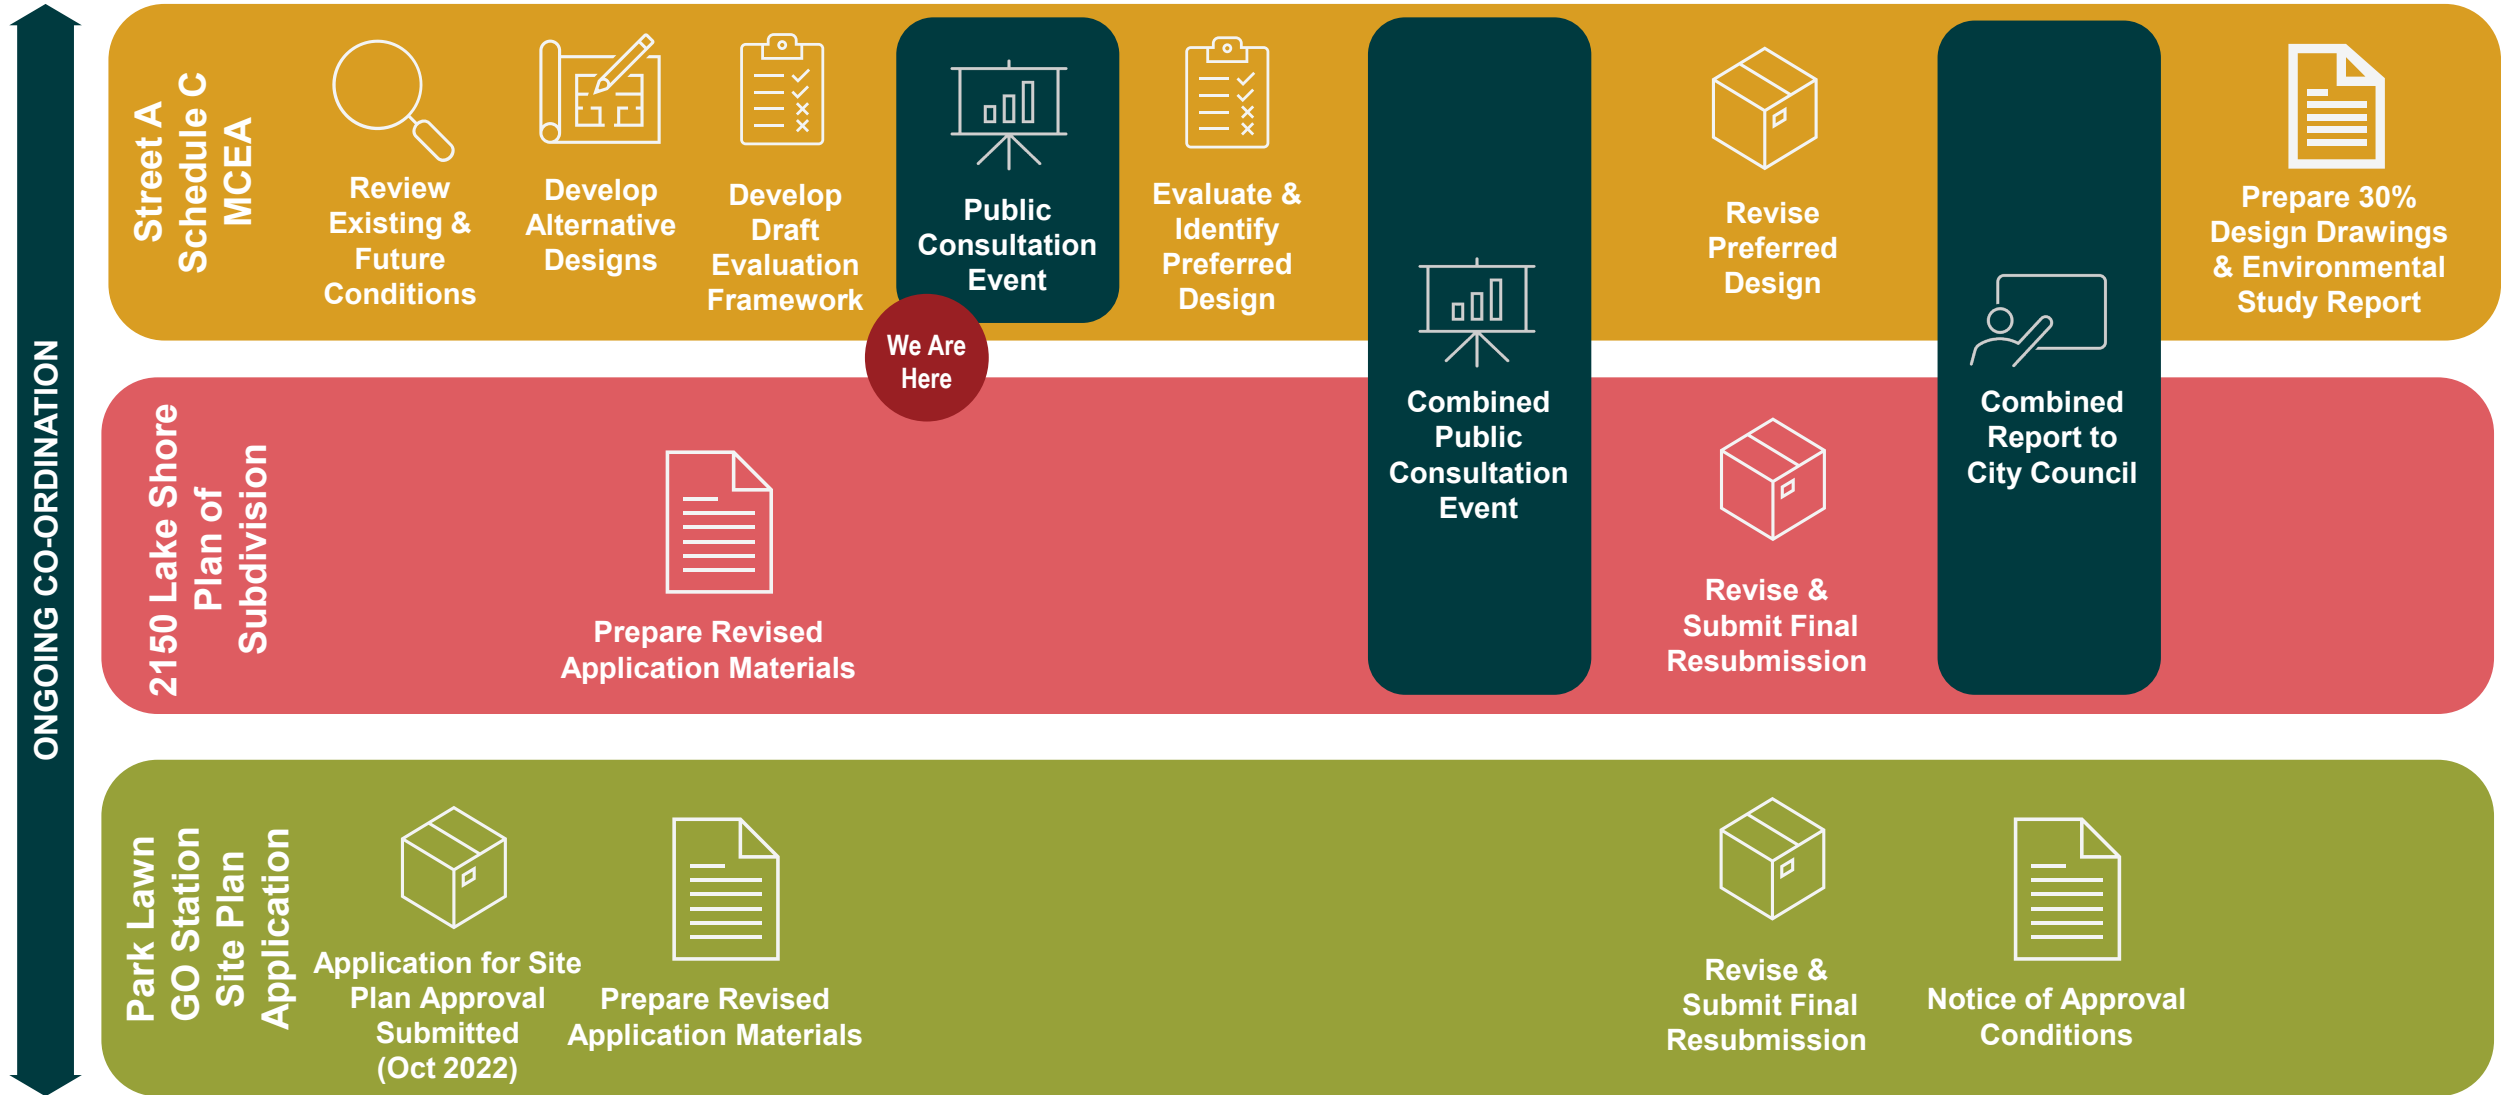 ONGOING CO-ORDINATION
Street A
Schedule C
MCEA
Review
Existing &
Future
Conditions
Develop
Alternative
Designs
Develop
Draft
Evaluation
Framework
Public
Consultation
Event
We Are
Here
Evaluate &
Identify
Preferred
Design
Combined
Public
Consultation
Event
Revise
Preferred
Design
Combined
Report to
City Council
Prepare 30%
Design Drawings
& Environmental
Study Report
2150 Lake Shore
Plan of
Subdivision
Prepare Revised
Application Materials
Revise &
Submit Final
Resubmission
Park Lawn
GO Station
Site Plan
Application
Application for Site
Plan Approval
Submitted
(Oct 2022)
Prepare Revised
Application Materials
Revise &
Submit Final
Resubmission
Notice of Approval
Conditions